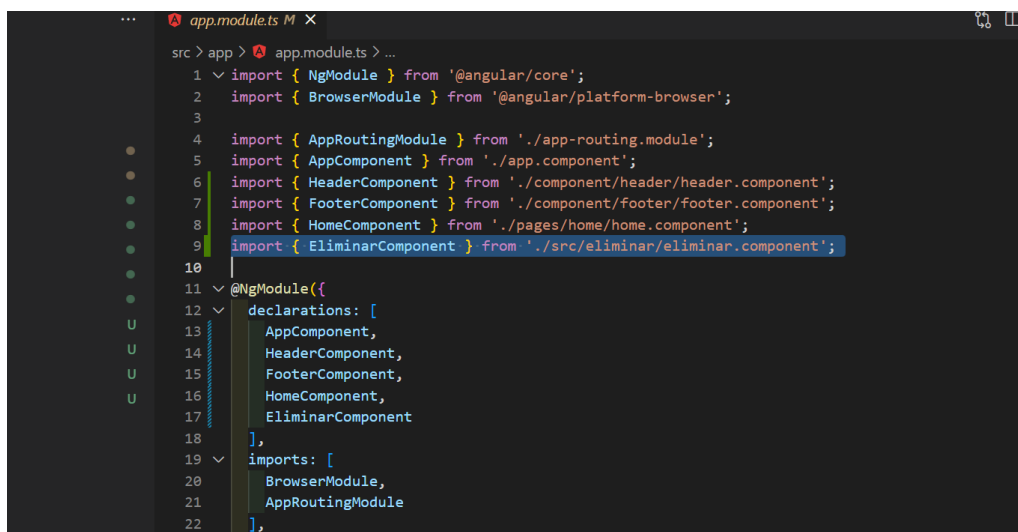 ... app.module.ts M ×
src > app > app.module.ts > ...
1 import { NgModule } from '@angular/core';
2 import { BrowserModule } from '@angular/platform-browser';
3
4 import { AppRoutingModule } from './app-routing.module';
5 import { AppComponent } from './app.component';
6 import { HeaderComponent } from './component/header/header.component';
7 import { FooterComponent } from './component/footer/footer.component';
8 import { HomeComponent } from './pages/home/home.component';
9 import { EliminarComponent } from './src/eliminar/eliminar.component';
10
11 @NgModule({
12 declarations: [
U
13 AppComponent,
U
14 HeaderComponent,
U
15 FooterComponent,
U
16 HomeComponent,
17 EliminarComponent
18 ],
19 imports: [
20 BrowserModule,
21 AppRoutingModule
22 ],